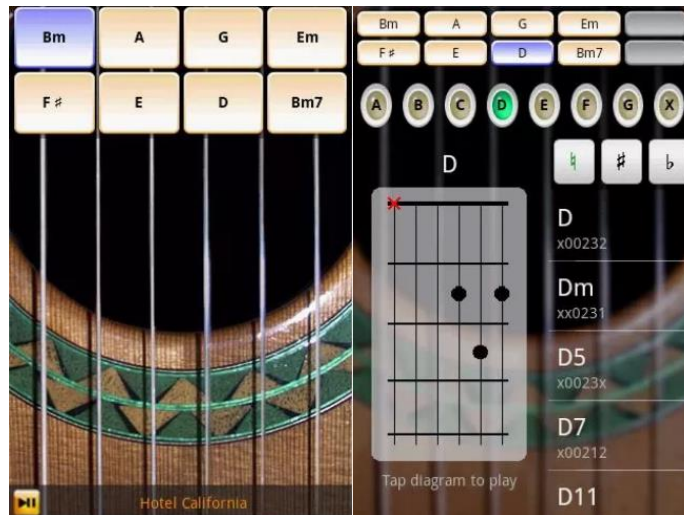 Bm A G Em
F♯ E D Bm7
Hotel California
Bm A G Em
F♯ E D Bm7
A B C D E F G X
D
♮ ♯ ♭
X
D
x00232
Dm
xx0231
D5
x0023x
D7
x00212
D11
Tap diagram to play